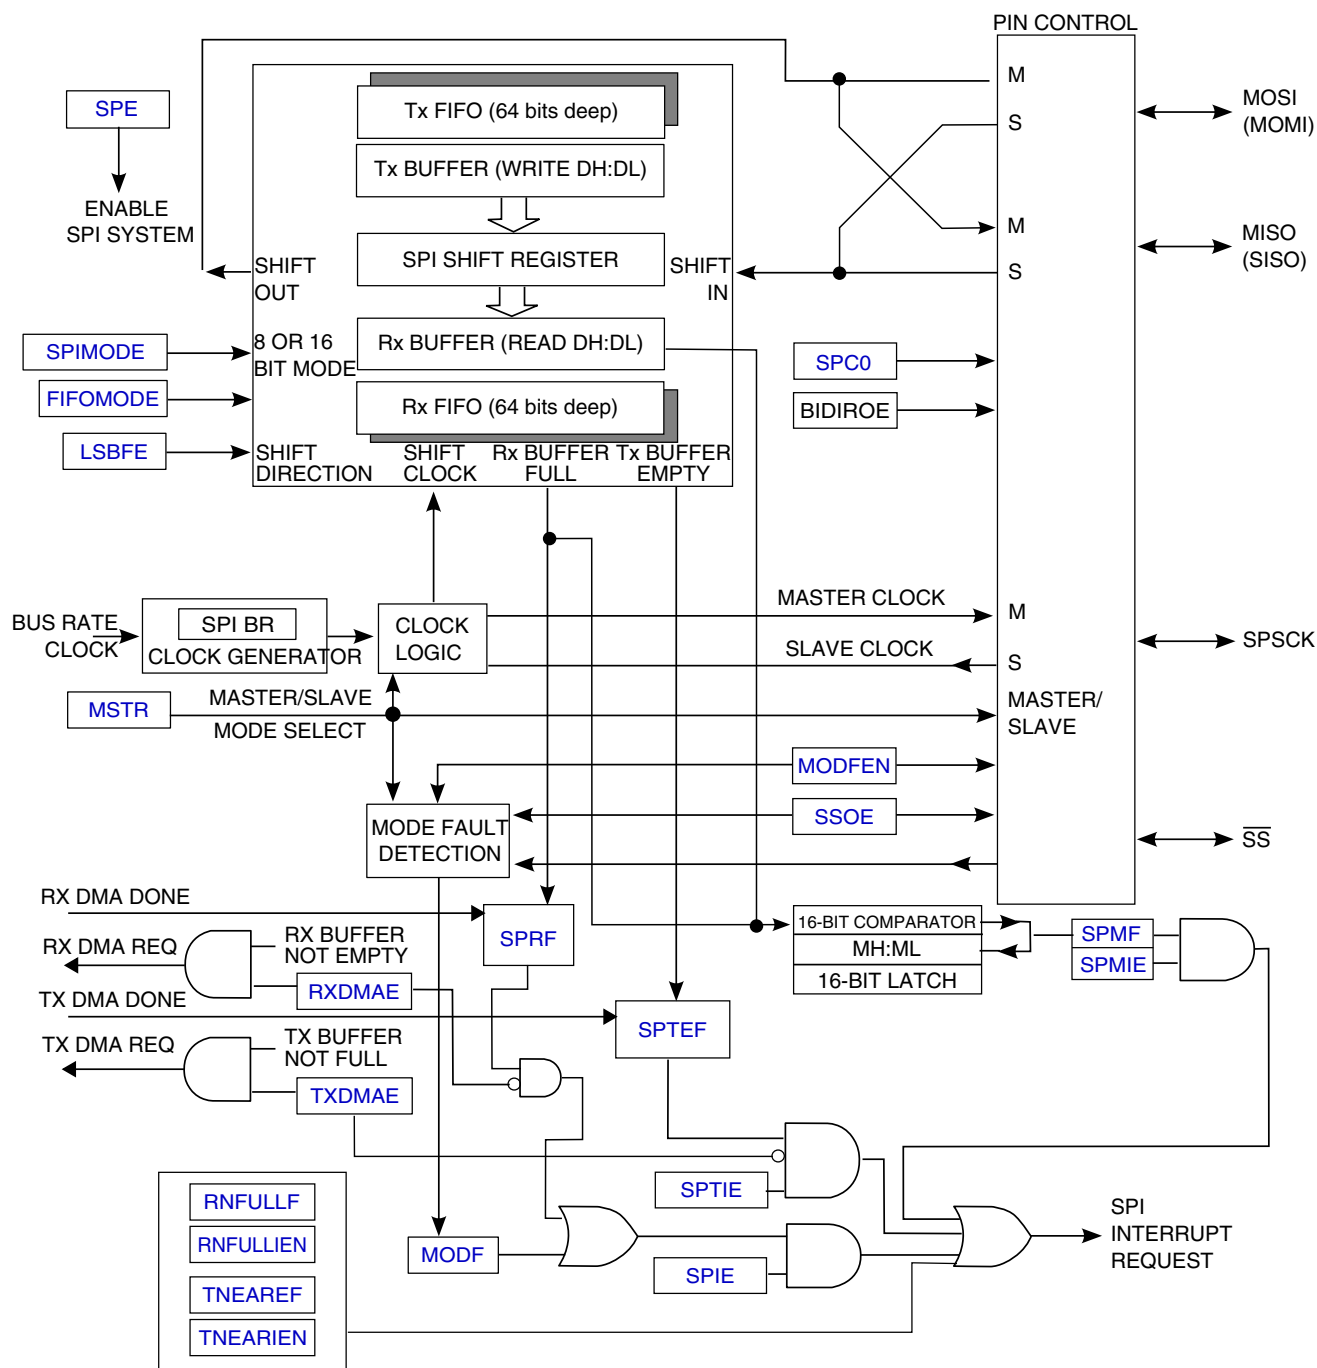 PIN CONTROL
M
S
M
S
MOSI
(MOMI)
MISO
(SISO)
SPE
ENABLE
SPI SYSTEM
Tx FIFO (64 bits deep)
Tx BUFFER (WRITE DH:DL)
SPI SHIFT REGISTER
SHIFT
OUT
SHIFT
IN
Rx BUFFER (READ DH:DL)
8 OR 16
BIT MODE
Rx FIFO (64 bits deep)
SPIMODE
FIFOMODE
LSBFE
SHIFT
DIRECTION
SHIFT
CLOCK
Rx BUFFER
FULL
Tx BUFFER
EMPTY
SPC0
BIDIROE
BUS RATE
CLOCK
SPI BR
CLOCK GENERATOR
CLOCK
LOGIC
MASTER CLOCK
M
SLAVE CLOCK
S
SPSCK
MSTR
MASTER/SLAVE
MODE SELECT
MASTER/
SLAVE
MODFEN
SSOE
MODE FAULT
DETECTION
SS
RX DMA DONE
SPRF
RX DMA REQ
RX BUFFER
NOT EMPTY
RXDMAE
16-BIT COMPARATOR
MH:ML
16-BIT LATCH
SPMF
SPMIE
TX DMA DONE
SPTEF
TX DMA REQ
TX BUFFER
NOT FULL
TXDMAE
SPTIE
RNFULLF
RNFULLIEN
TNEAREF
TNEARIEN
MODF
SPIE
SPI
INTERRUPT
REQUEST